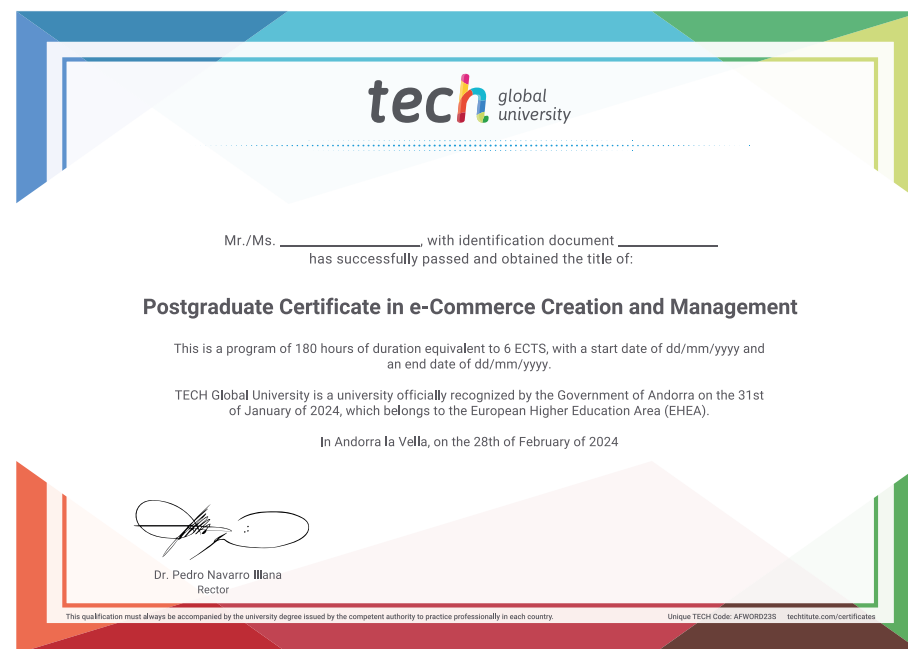 tech global university
Mr./Ms. ____________________, with identification document ______________
has successfully passed and obtained the title of:
Postgraduate Certificate in e-Commerce Creation and Management
This is a program of 180 hours of duration equivalent to 6 ECTS, with a start date of dd/mm/yyyy and
an end date of dd/mm/yyyy.
TECH Global University is a university officially recognized by the Government of Andorra on the 31st
of January of 2024, which belongs to the European Higher Education Area (EHEA).
In Andorra la Vella, on the 28th of February of 2024
Dr. Pedro Navarro Illana
Rector
This qualification must always be accompanied by the university degree issued by the competent authority to practice professionally in each country.
Unique TECH Code: AFWORD23S techtitute.com/certificates